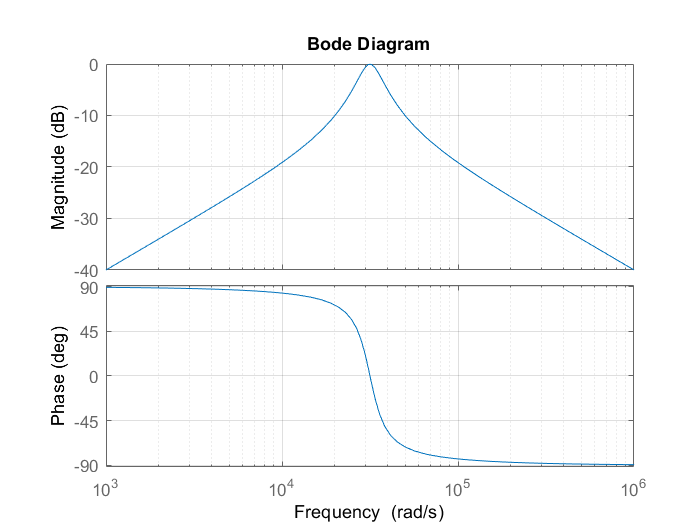 Bode Diagram
Magnitude (dB)
0
-10
-20
-30
-40
Phase (deg)
90
45
0
-45
-90
10^3 10^4 10^5 10^6
Frequency (rad/s)